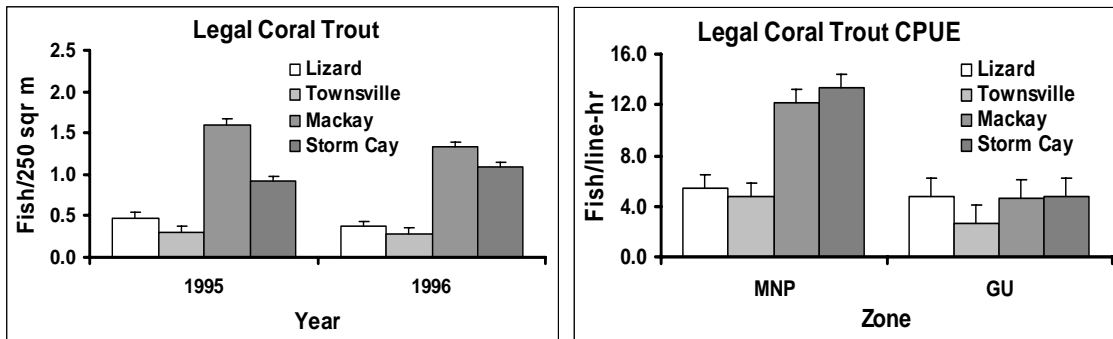 Legal Coral Trout
Fish/250 sqr m
2.5
2.0
1.5
1.0
0.5
0.0
Lizard
Townsville
Mackay
Storm Cay
1995 1996
Year
Legal Coral Trout CPUE
Fish/line-hr
16.0
12.0
8.0
4.0
0.0
Lizard
Townsville
Mackay
Storm Cay
MNP GU
Zone